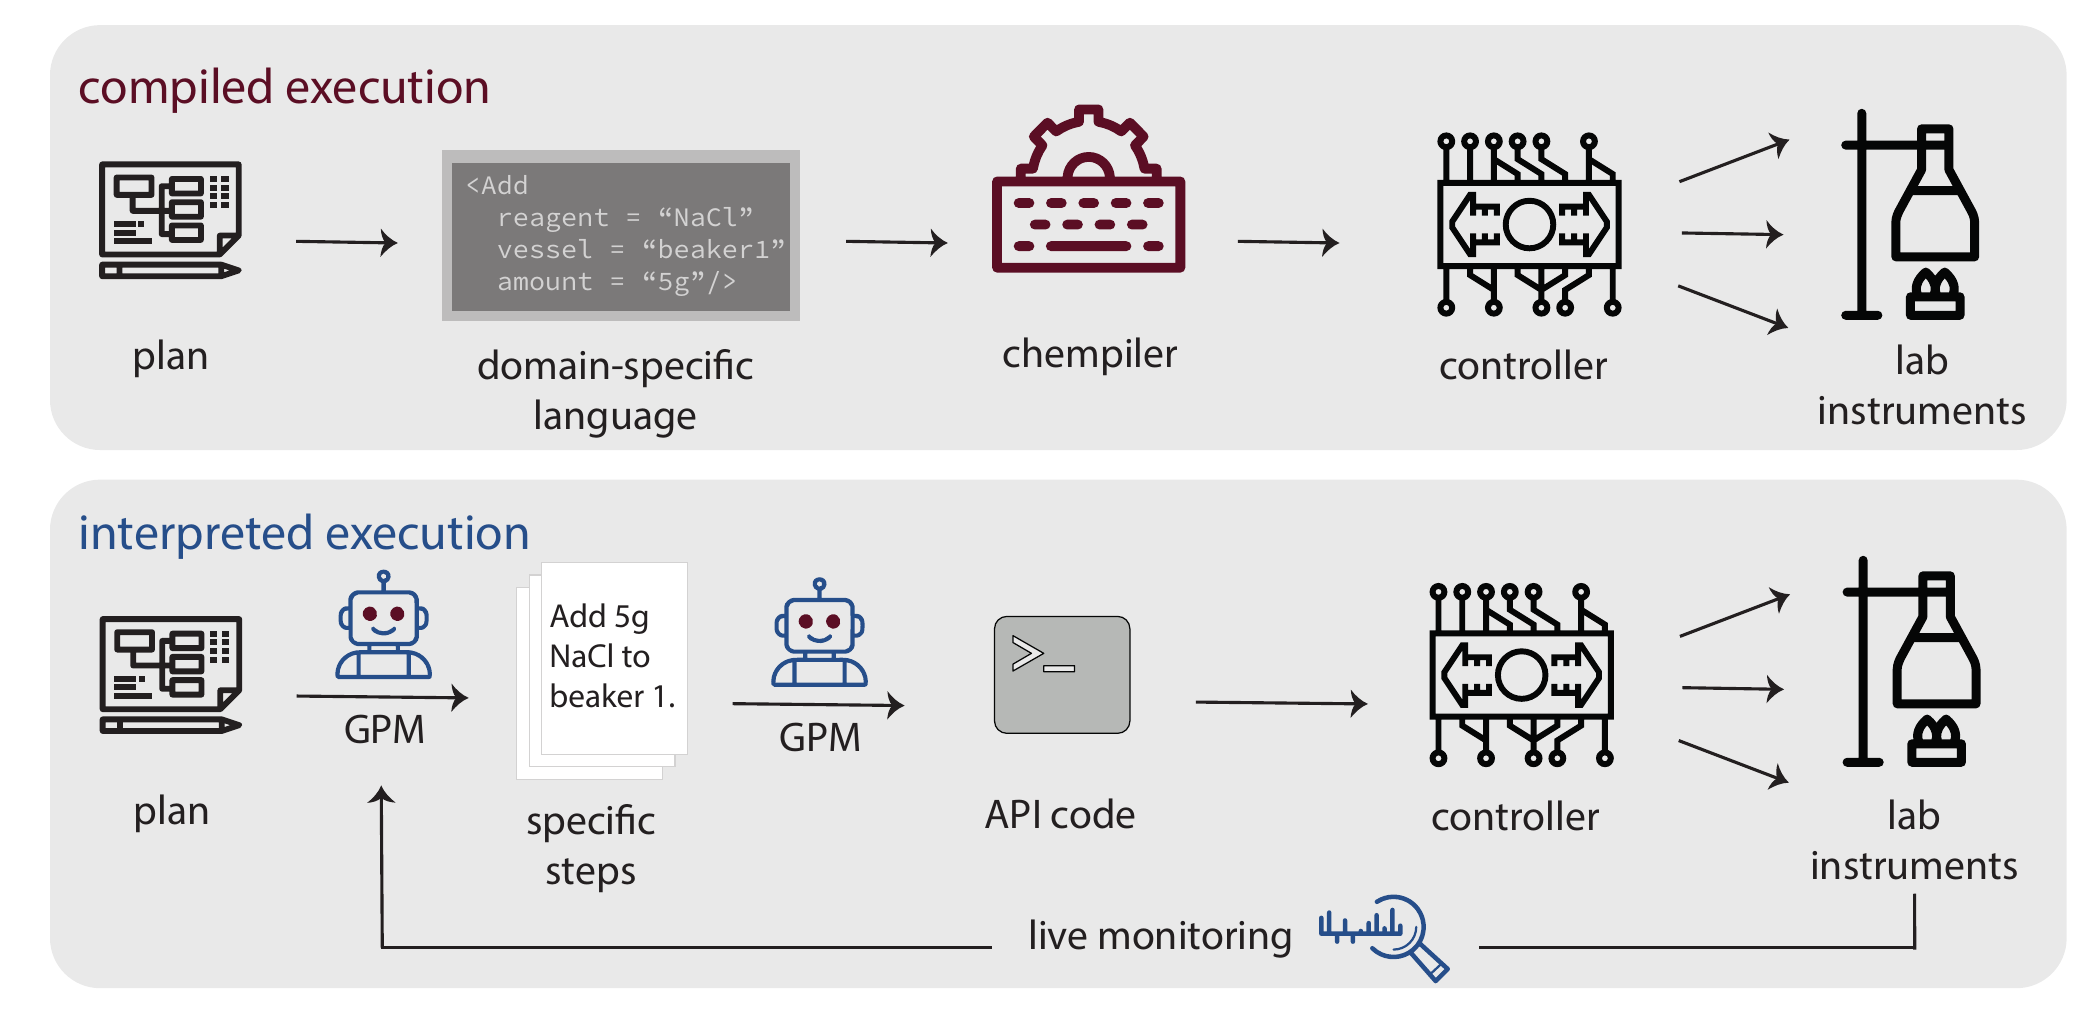 compiled execution
<Add
reagent = “NaCl”
vessel = “beaker1”
amount = “5g”/>
plan
domain-specific
language
chempiler
controller
lab
instruments
interpreted execution
GPM
Add 5g
NaCl to
beaker 1.
GPM
>_
plan
specific
steps
API code
controller
lab
instruments
live monitoring